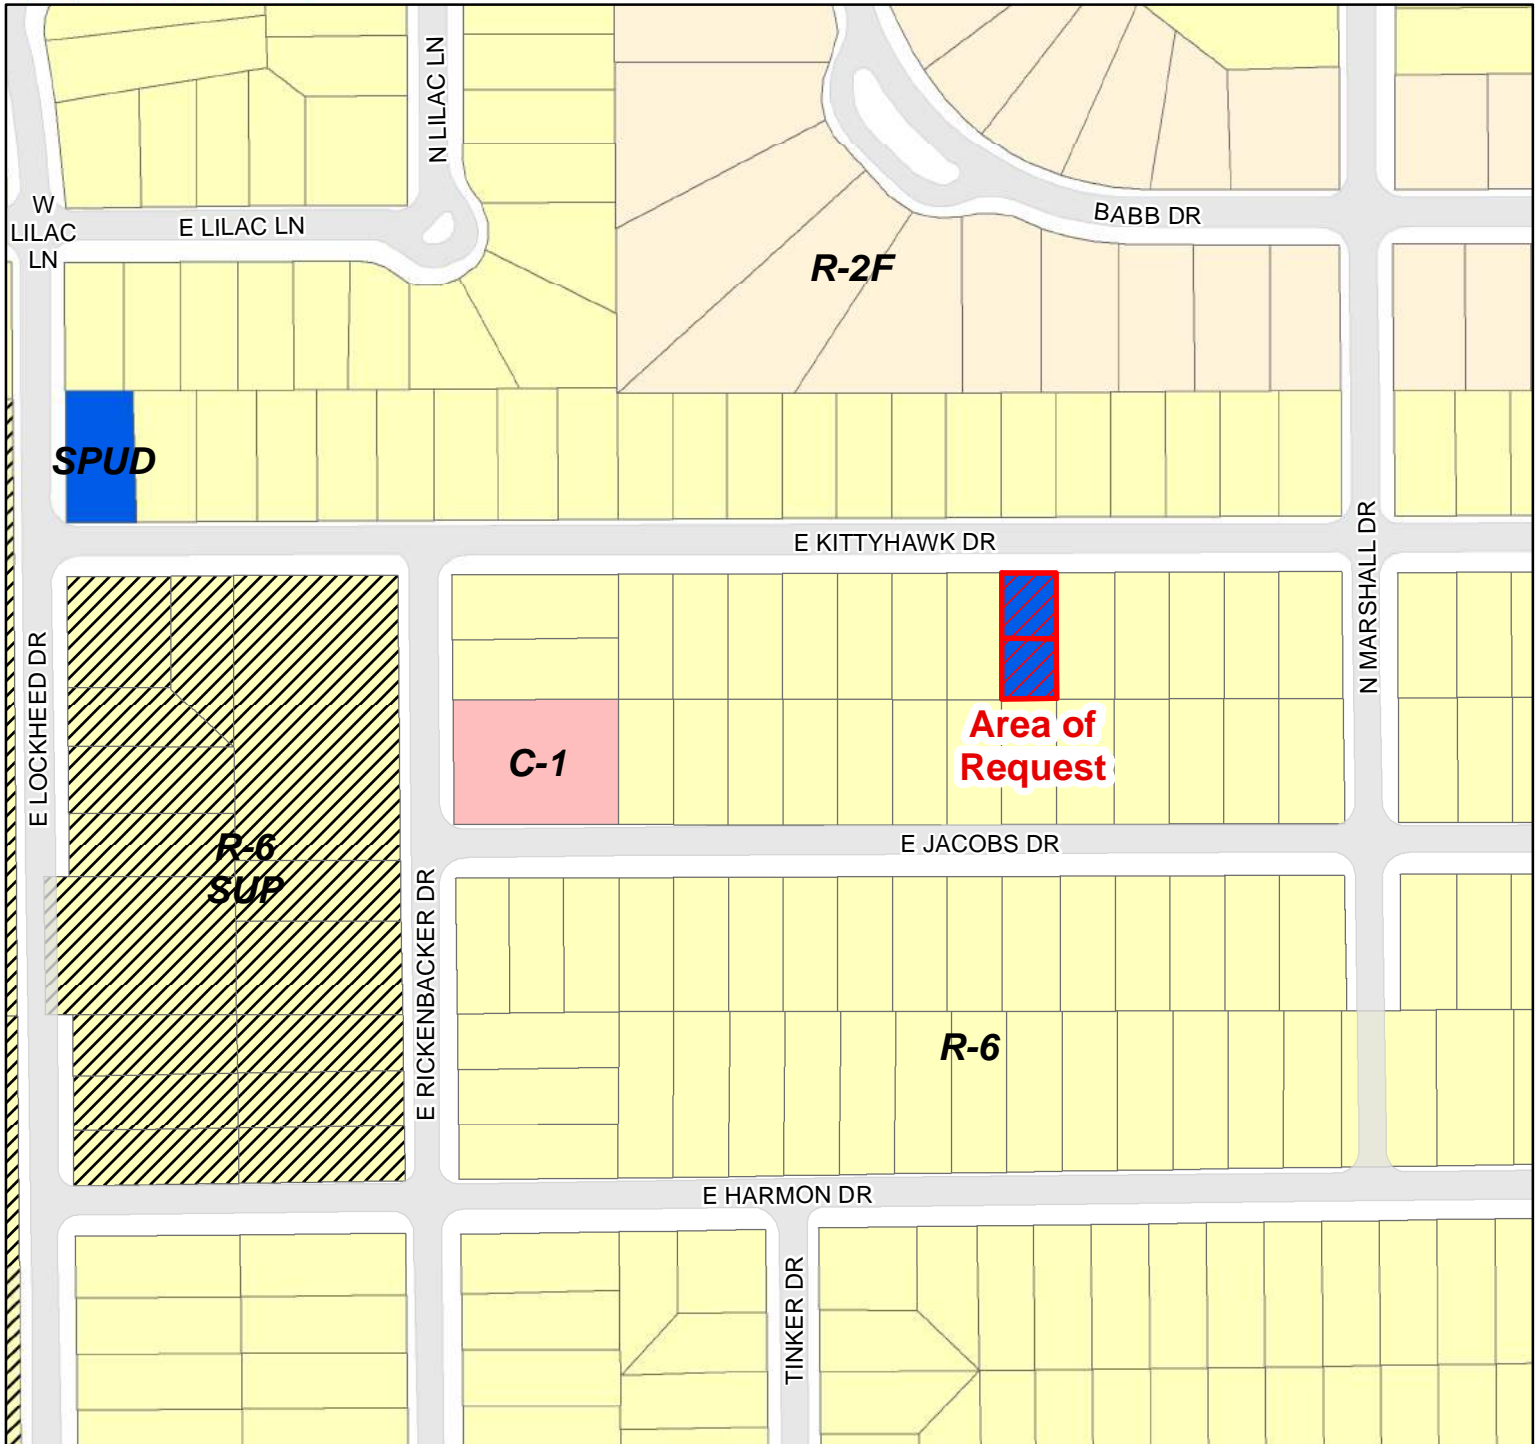 N LILAC LN
W
LILAC
LN
E LILAC LN
BABB DR
R-2F
SPUD
E KITTYHAWK DR
N MARSHALL DR
E LOCKHEED DR
Area of
Request
C-1
R-6
SUP
E JACOBS DR
E RICKENBACKER DR
R-6
E HARMON DR
TINKER DR